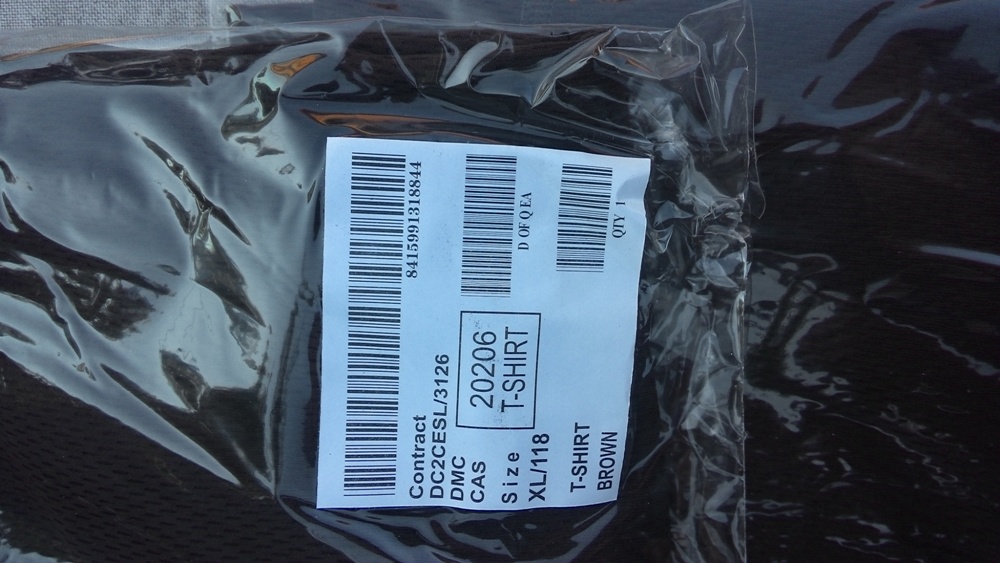 8415991318844
Contract
DC2CESL/3126
DMC
CAS
D OF Q EA
20206
T-SHIRT
Size
XL/118
QTY 1
T-SHIRT
BROWN